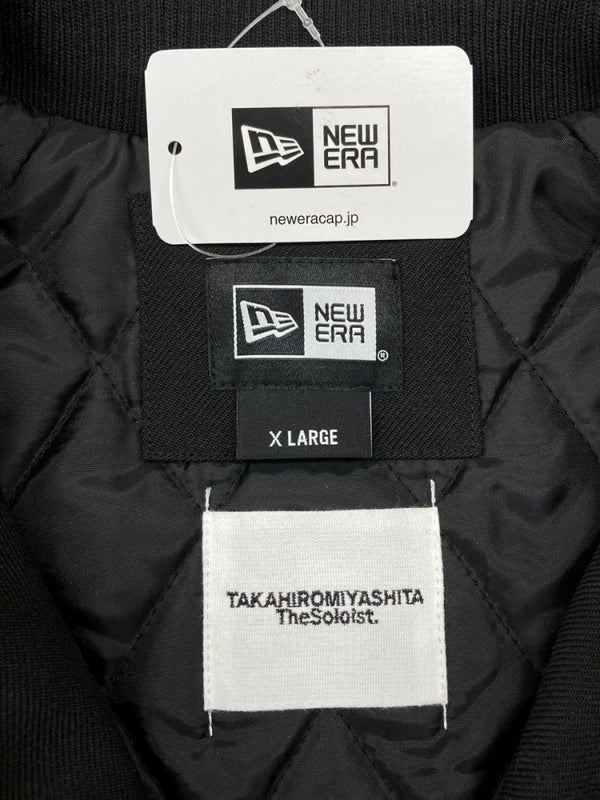 NEW
ERA
neweracap.jp
NEW
ERA
®
X LARGE
TAKAHIROMIYASHITA
TheSoloist.